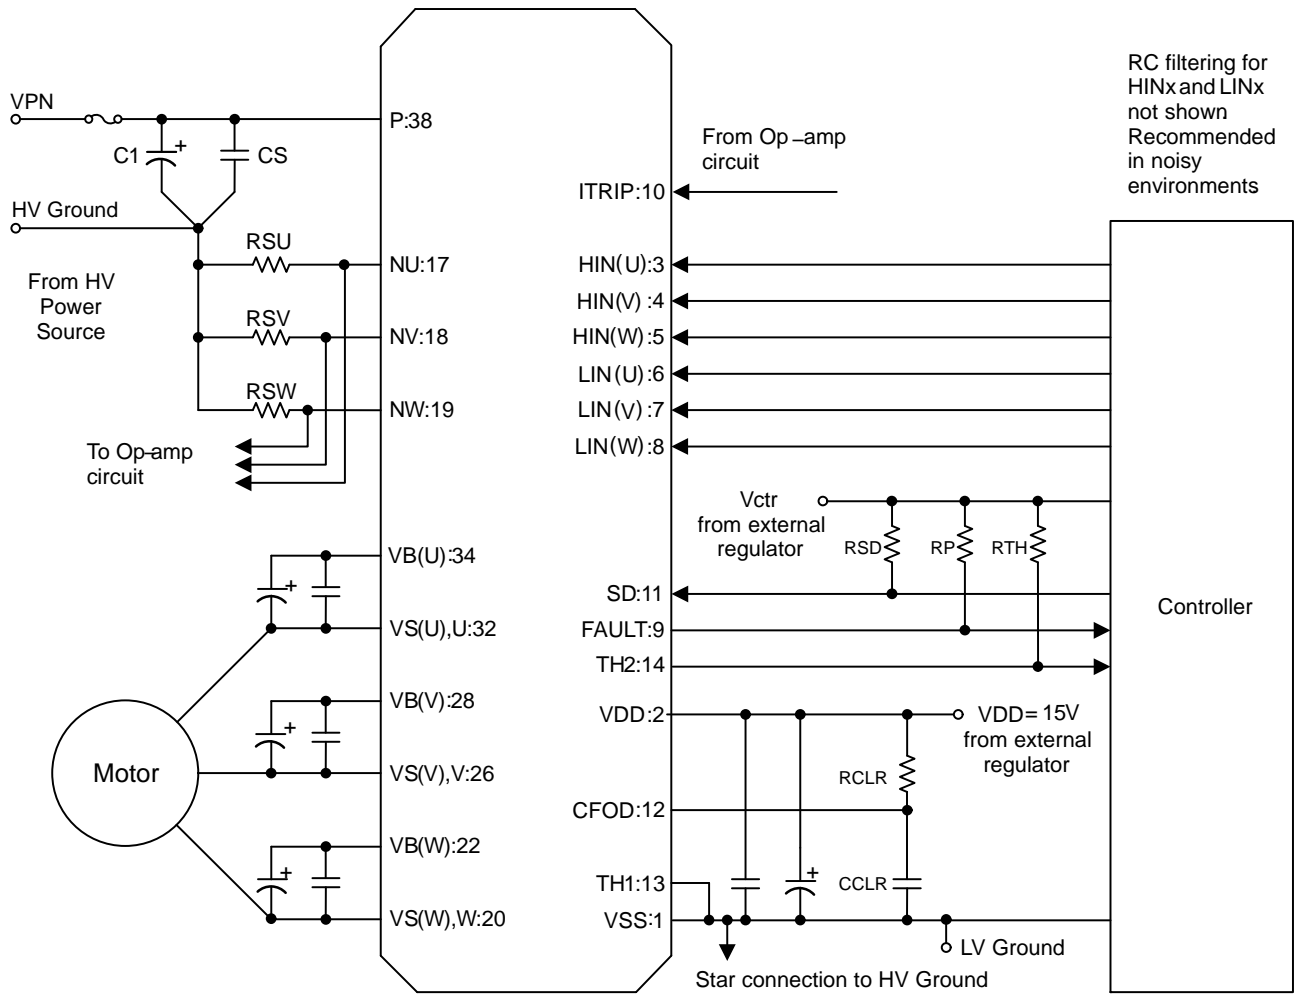 VPN
C1
+
CS
HV Ground
From HV
Power
Source
RSU
RSV
RSW
To Op-amp
circuit
P:38
NU:17
NV:18
NW:19
VB(U):34
+
VS(U),U:32
VB(V):28
+
VS(V),V:26
VB(W):22
+
VS(W),W:20
Motor
From Op-amp
circuit
ITRIP:10
HIN(U):3
HIN(V):4
HIN(W):5
LIN(U):6
LIN(V):7
LIN(W):8
Vctr
from external
regulator
RSD
RP
RTH
SD:11
FAULT:9
TH2:14
VDD:2
VDD=15V
from external
regulator
RCLR
CFOD:12
TH1:13
+
CCLR
VSS:1
LV Ground
Star connection to HV Ground
RC filtering for
HINx and LINx
not shown
Recommended
in noisy
environments
Controller